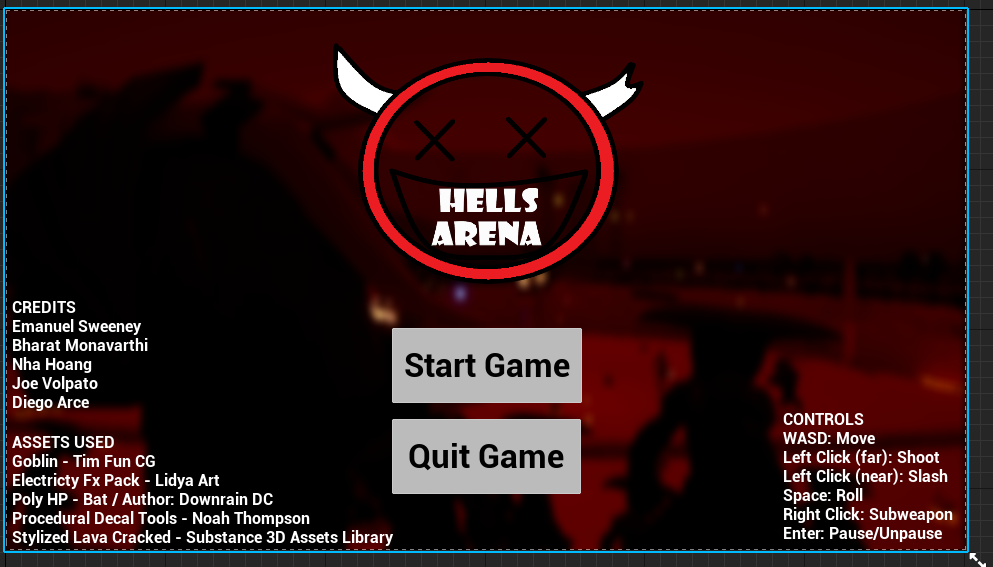 HELLS
ARENA
Start Game
Quit Game
CREDITS
Emanuel Sweeney
Bharat Monavarthi
Nha Hoang
Joe Volpato
Diego Arce
ASSETS USED
Goblin - Tim Fun CG
Electricty Fx Pack - Lidya Art
Poly HP - Bat / Author: Downrain DC
Procedural Decal Tools - Noah Thompson
Stylized Lava Cracked - Substance 3D Assets Library
CONTROLS
WASD: Move
Left Click (far): Shoot
Left Click (near): Slash
Space: Roll
Right Click: Subweapon
Enter: Pause/Unpause